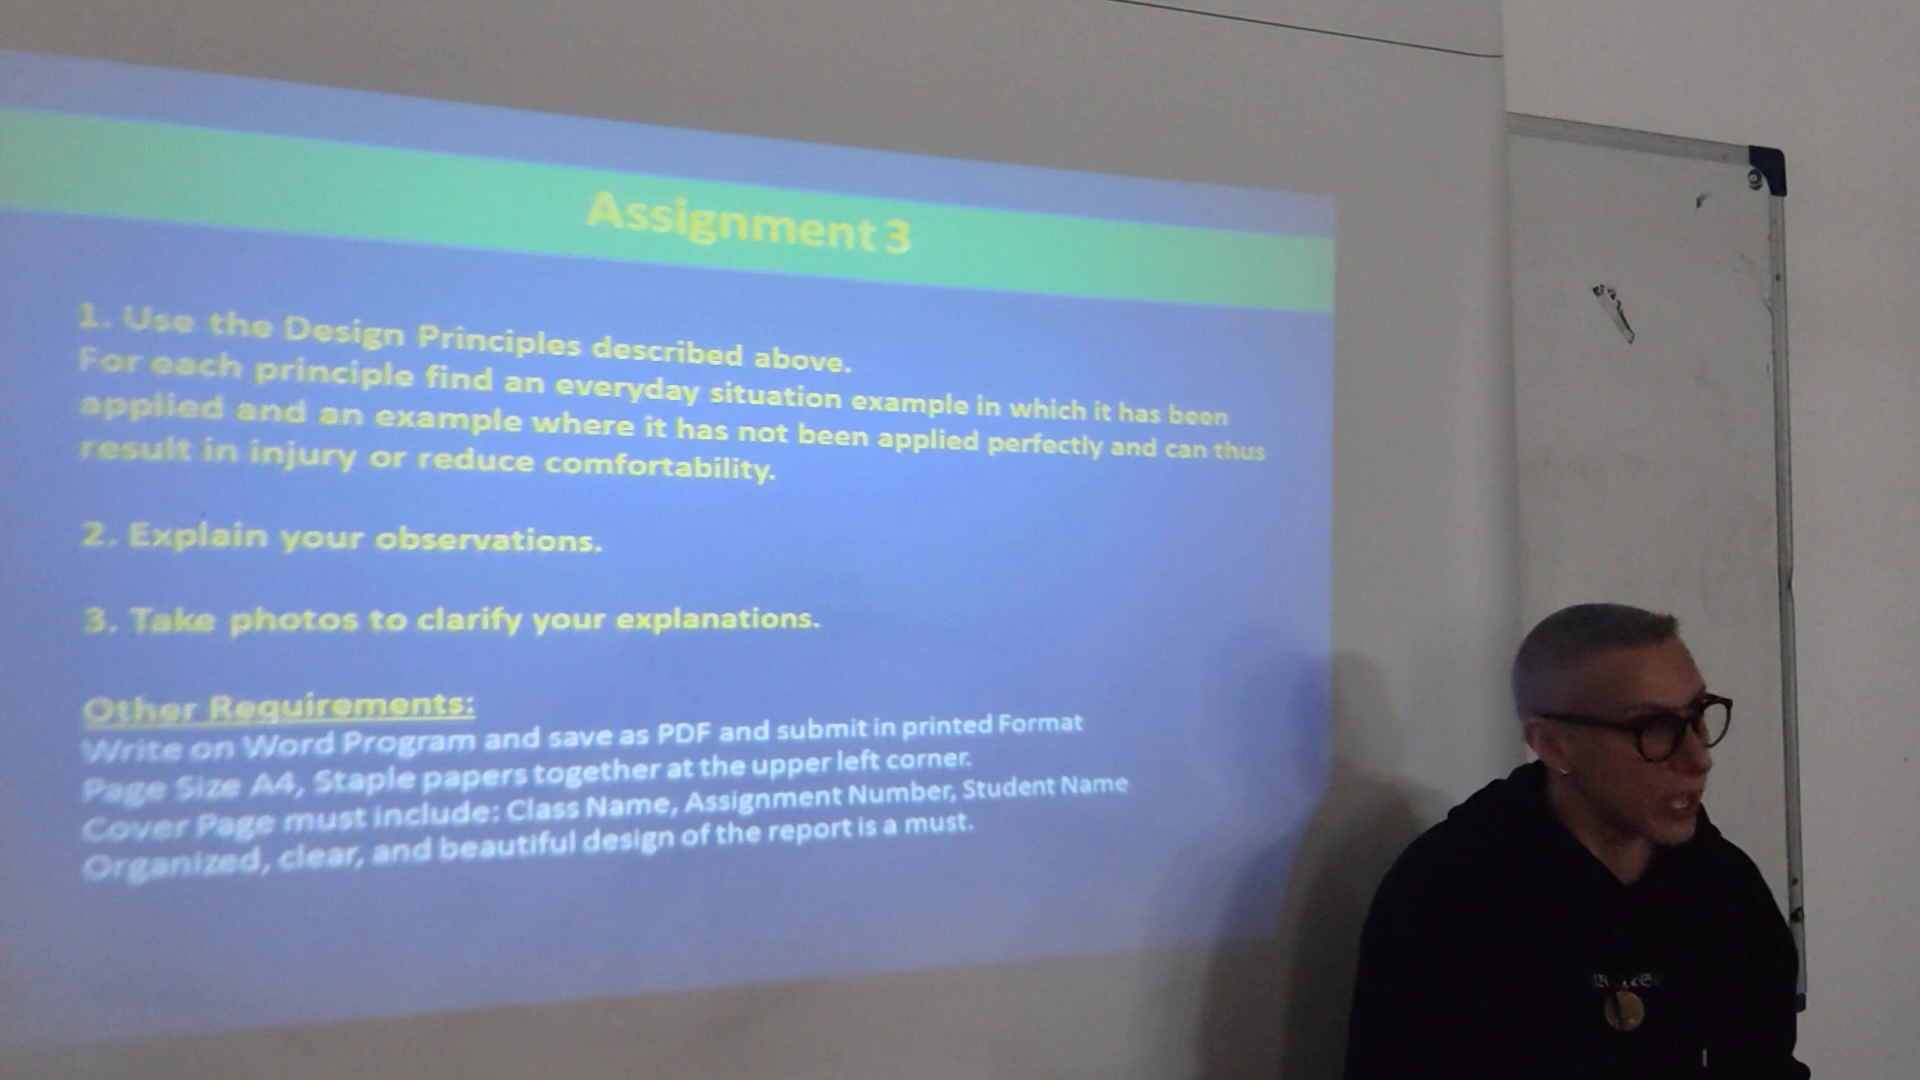 Assignment 3
1. Use the Design Principles described above.
For each principle find an everyday situation example in which it has been
applied and an example where it has not been applied perfectly and can thus
result in injury or reduce comfortability.
2. Explain your observations.
3. Take photos to clarify your explanations.
Other Requirements:
Write on Word Program and save as PDF and submit in printed Format
Page Size A4, Staple papers together at the upper left corner.
Cover Page must include: Class Name, Assignment Number, Student Name
Organized, clear, and beautiful design of the report is a must.